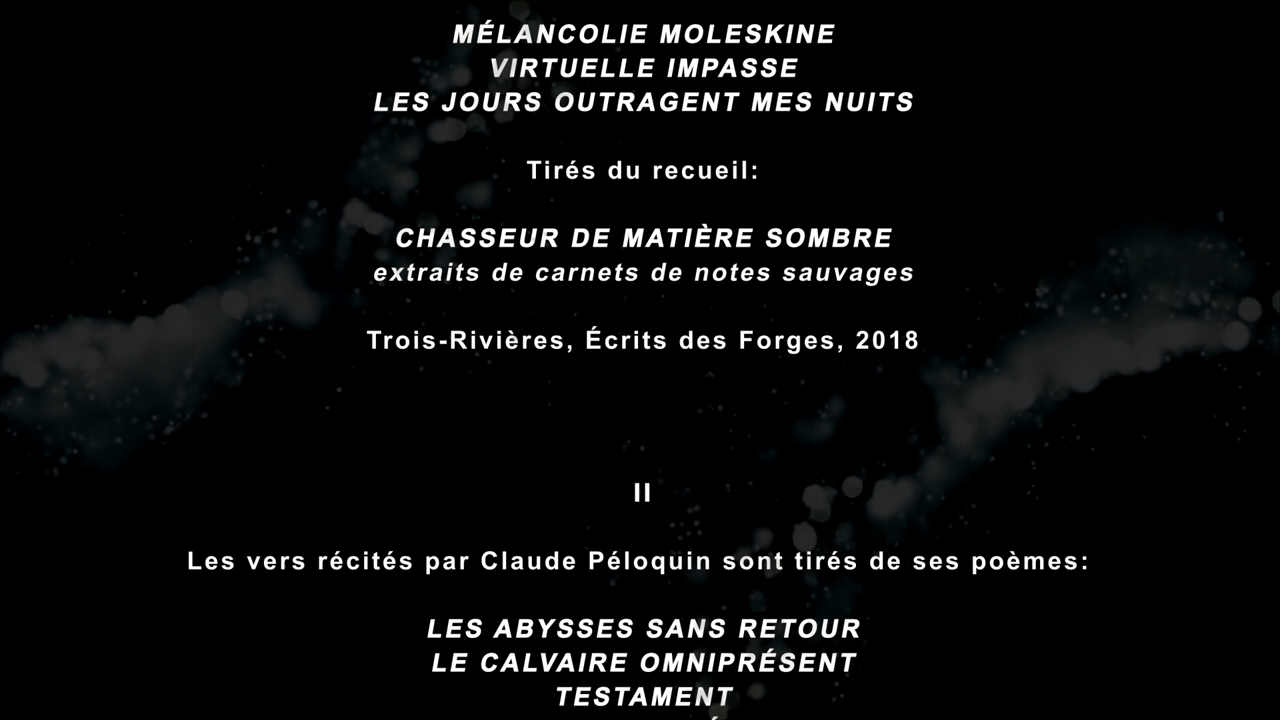 MÉLANCOLIE MOLESKINE
VIRTUELLE IMPASSE
LES JOURS OUTRAGENT MES NUITS
Tirés du recueil:
CHASSEUR DE MATIÈRE SOMBRE
extraits de carnets de notes sauvages
Trois-Rivières, Écrits des Forges, 2018
II
Les vers récités par Claude Péloquin sont tirés de ses poèmes:
LES ABYSSES SANS RETOUR
LE CALVAIRE OMNIPRÉSENT
TESTAMENT